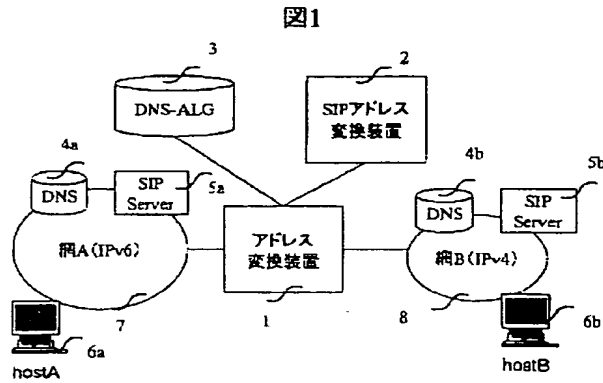 図1
3
2
DNS-ALG
SIPアドレス
変換装置
4a
DNS
SIP
Server
5a
4b
DNS
SIP
Server
5b
網A(IPv6)
アドレス
変換装置
網B(IPv4)
7
1
8
6a
hostA
6b
hostB